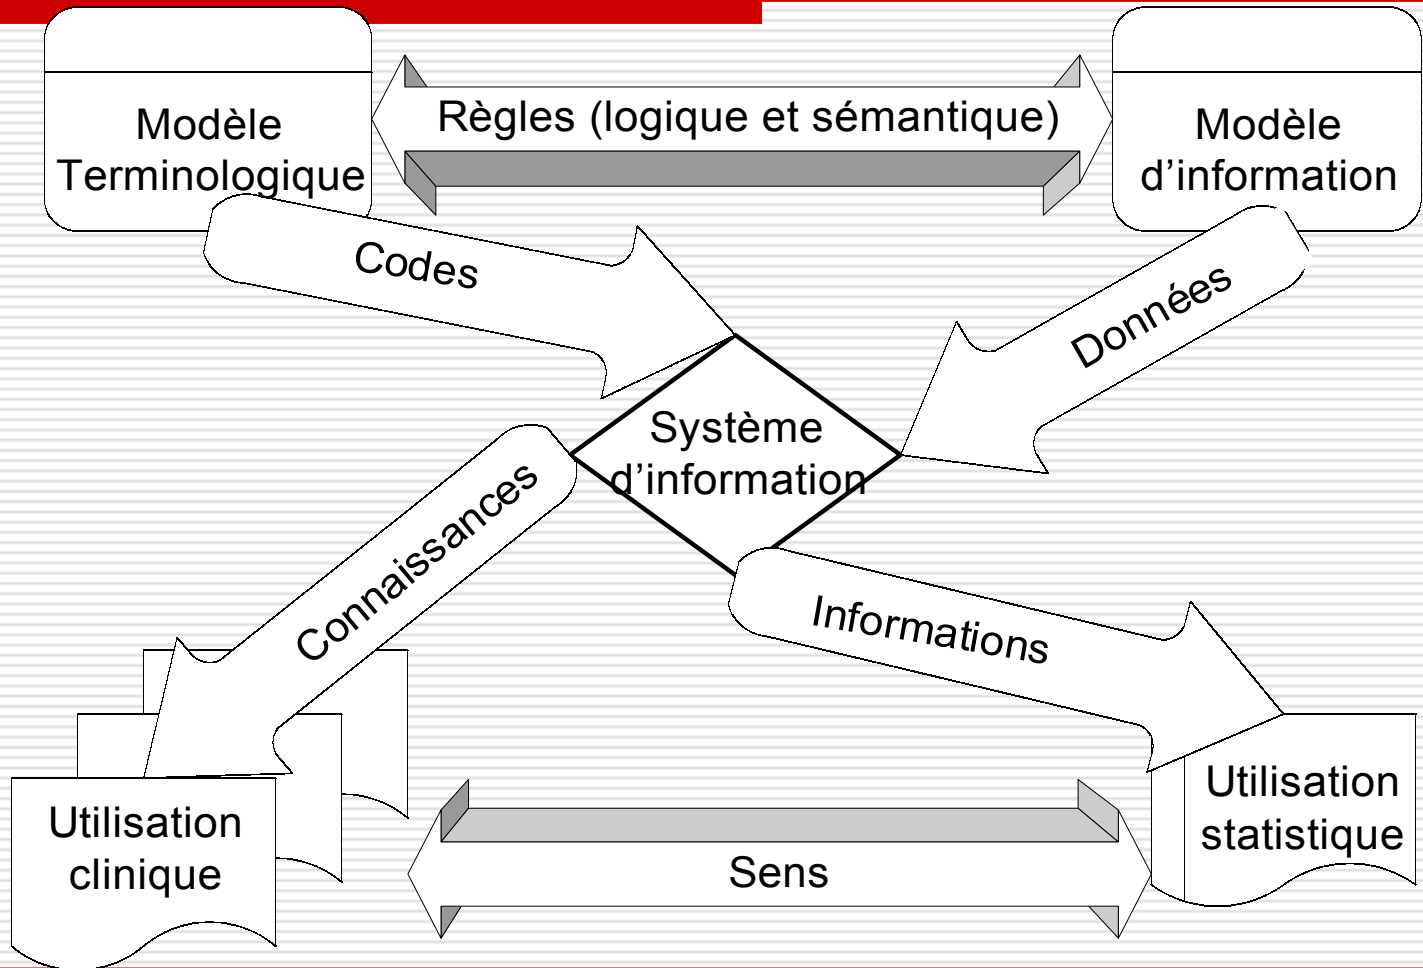 Modèle
Terminologique
Règles (logique et sémantique)
Modèle
d’information
Codes
Données
Système
d’information
Connaissances
Informations
Utilisation
clinique
Sens
Utilisation
statistique